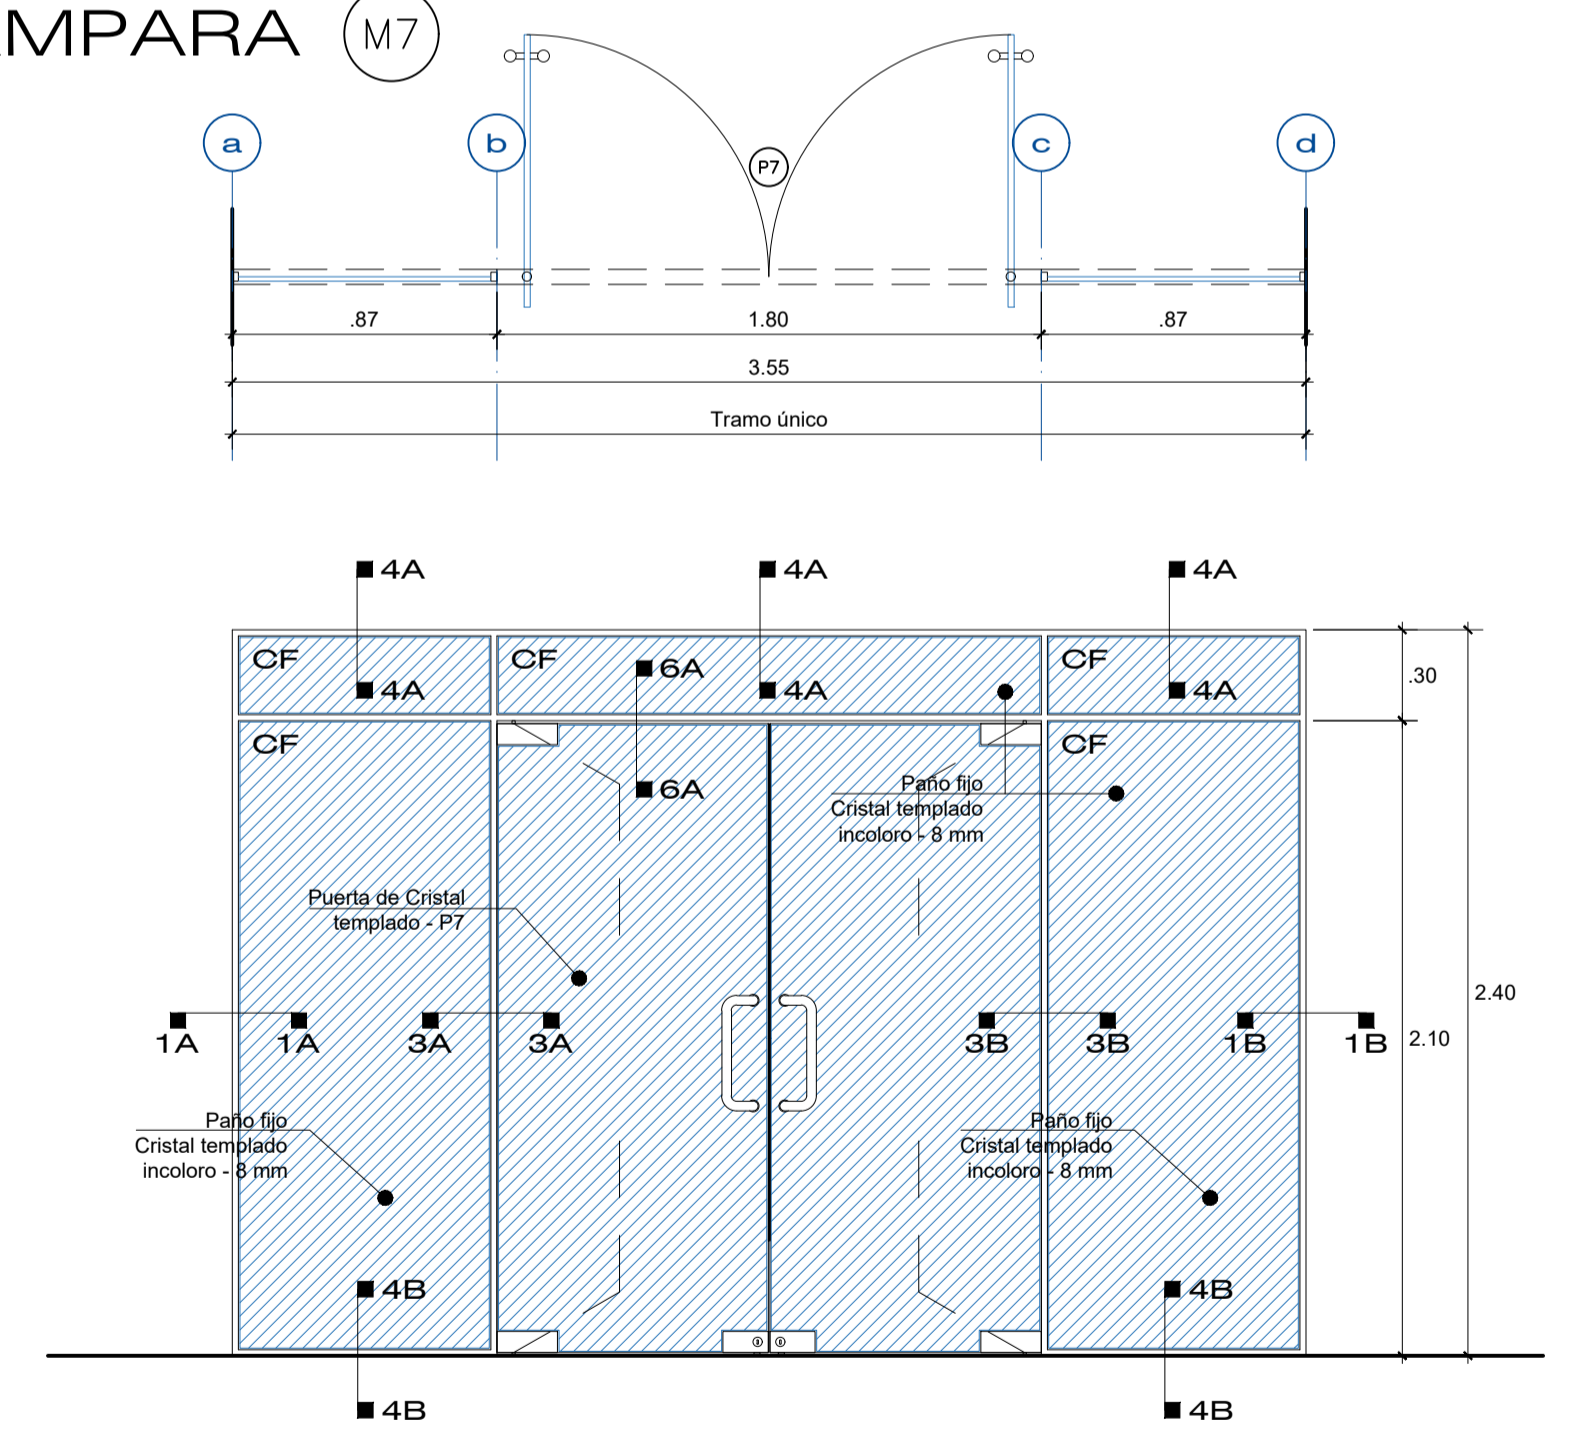 MPARA M7
a b c d
P7
.87 1.80 .87
3.55
Tramo único
4A 4A 4A
CF CF CF
6A
4A 4A 4A
.30
CF CF
6A
Paño fijo
Cristal templado
incoloro - 8 mm
Puerta de Cristal
templado - P7
2.40
1A 1A 3A 3A 3B 3B 1B 1B
2.10
Paño fijo
Cristal templado
incoloro - 8 mm
Paño fijo
Cristal templado
incoloro - 8 mm
4B 4B
4B 4B